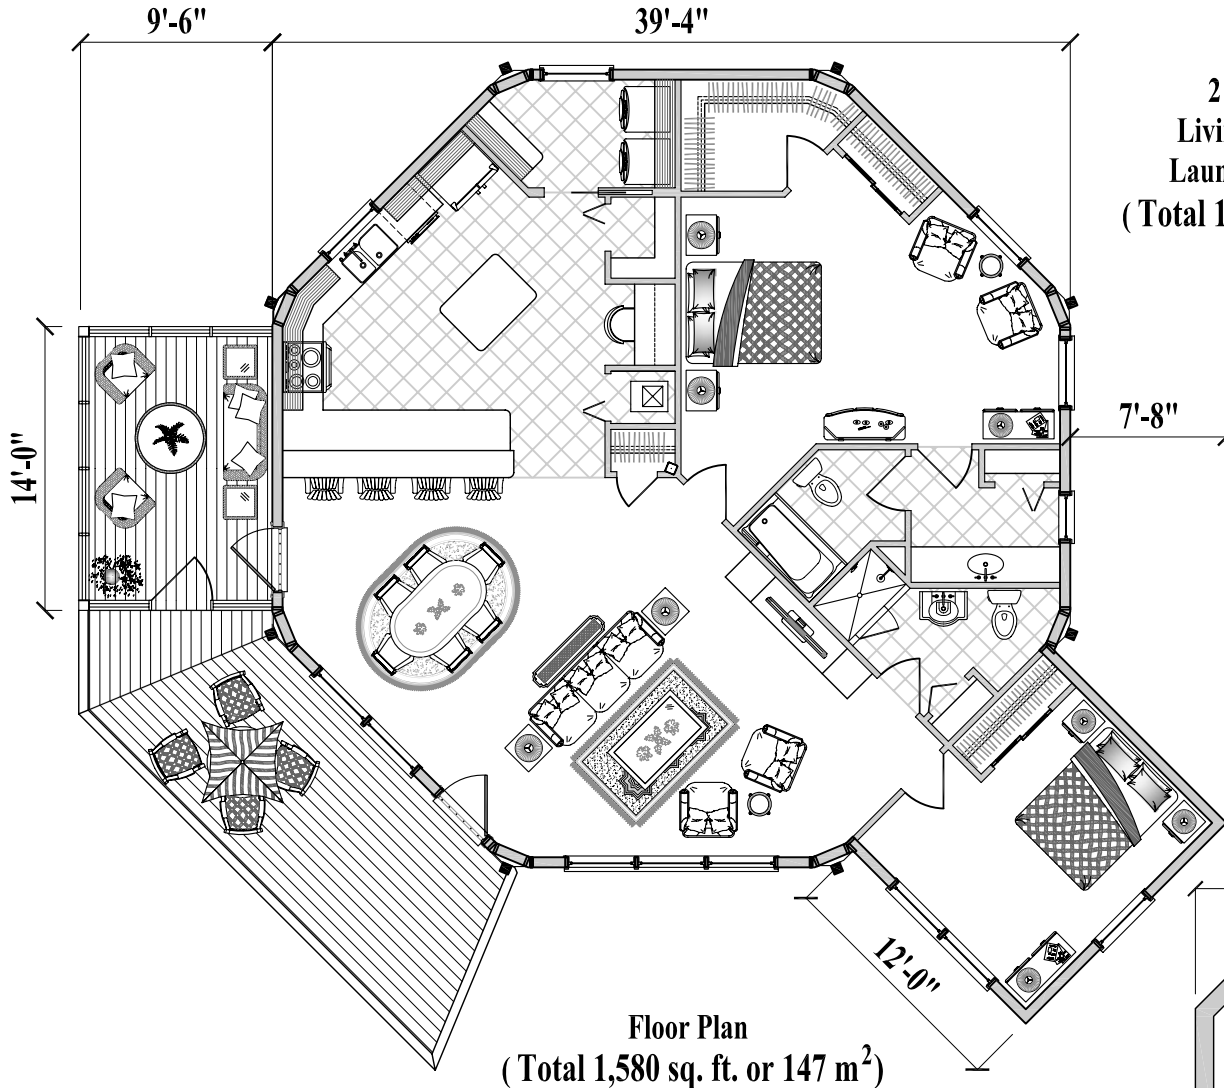 9'-6"
39'-4"
2
Livi
Laun
( Total 1
14'-0"
7'-8"
12'-0"
Floor Plan
( Total 1,580 sq. ft. or 147 m²)